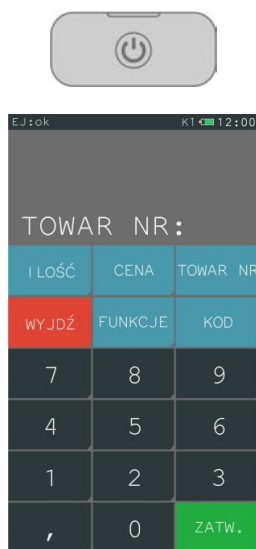 EJ:ok K1 12:00
TOWAR NR:
ILOŚĆ CENA TOWAR NR
WYJDŹ FUNKCJE KOD
7 8 9
4 5 6
1 2 3
, 0 ZATW.